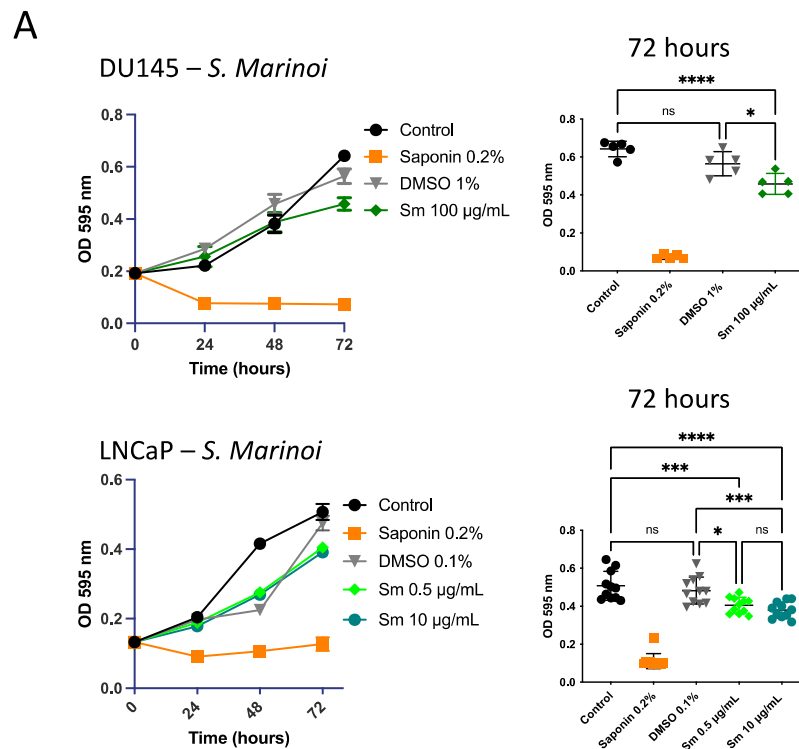 A
DU145 – S. Marinoi
0.8
0.6
0.4
0.2
0.0
OD 595 nm
0
24
48
72
Time (hours)
Control
Saponin 0.2%
DMSO 1%
Sm 100 µg/mL
72 hours
****
ns
*
0.8
0.6
0.4
0.2
0.0
OD 595 nm
Control
Saponin 0.2%
DMSO 1%
Sm 100 µg/mL
LNCaP – S. Marinoi
0.6
0.4
0.2
0.0
OD 595 nm
0
24
48
72
Time (hours)
Control
Saponin 0.2%
DMSO 0.1%
Sm 0.5 µg/mL
Sm 10 µg/mL
72 hours
****
***
***
ns
*
ns
0.8
0.6
0.4
0.2
0.0
OD 595 nm
Control
Saponin 0.2%
DMSO 0.1%
Sm 0.5 µg/mL
Sm 10 µg/mL